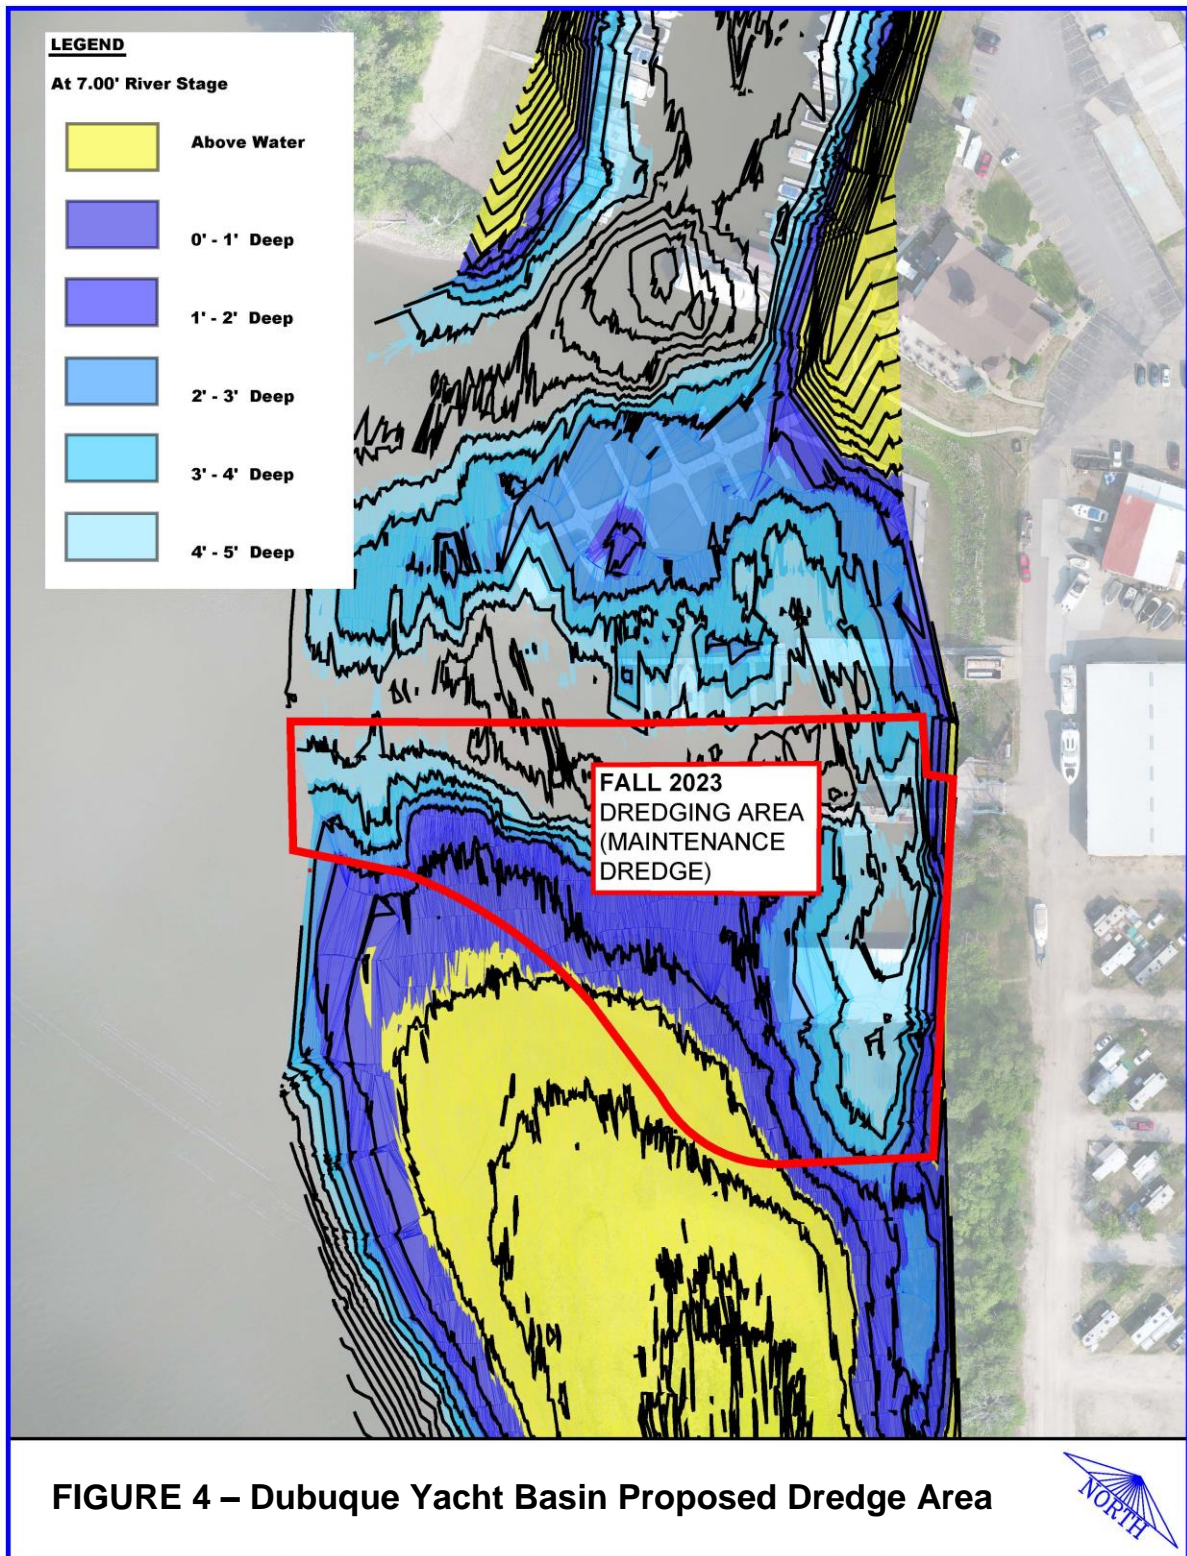 LEGEND
At 7.00' River Stage
Above Water
0' - 1' Deep
1' - 2' Deep
2' - 3' Deep
3' - 4' Deep
4' - 5' Deep
FALL 2023
DREDGING AREA
(MAINTENANCE
DREDGE)
FIGURE 4 – Dubuque Yacht Basin Proposed Dredge Area
NORTH